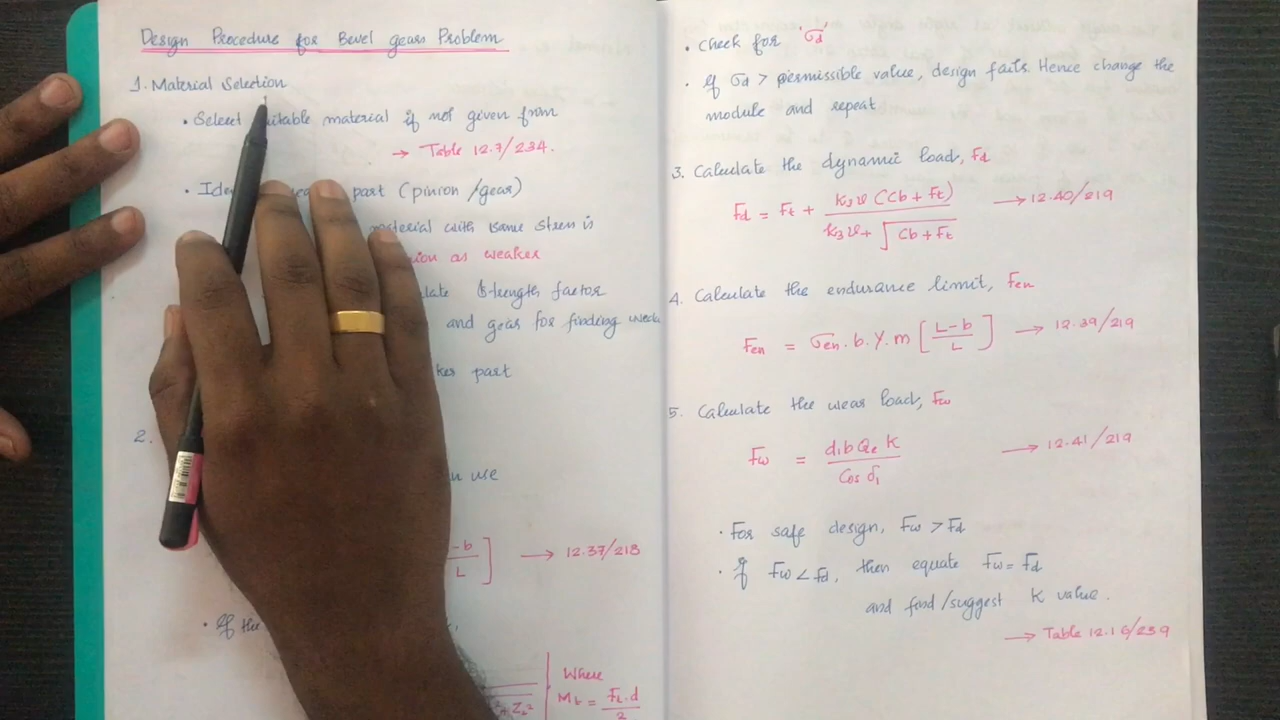 Design Procedure for Bevel gears Problem
1. Material Selection
• Select suitable material if not given from
→ Table 12.7/234.
• part (pinion/gear)
material with same stress is
as weaker
strength factor
and gear for finding
part
2.
use
-b/L ] → 12.37/218
• If the
Where
+ Z₂²
Mt = Ft.d/2
• Check for 'σd'
• If σd > permissible value, design fails. Hence change the
module and repeat
3. Calculate the dynamic load, Fd
Fd = Ft + k3v (Cb + Ft) / k3v + √Cb + Ft → 12.40/219
4. Calculate the endurance limit, Fen
Fen = σen. b. Y. m [L-b/L] → 12.39/219
5. Calculate the wear load, Fw
Fw = d1 b Qe K / Cos δ1 → 12.41/219
• For safe design, Fw > Fd
• If Fw < Fd, then equate Fw = Fd
and find/suggest K value.
→ Table 12.16/239